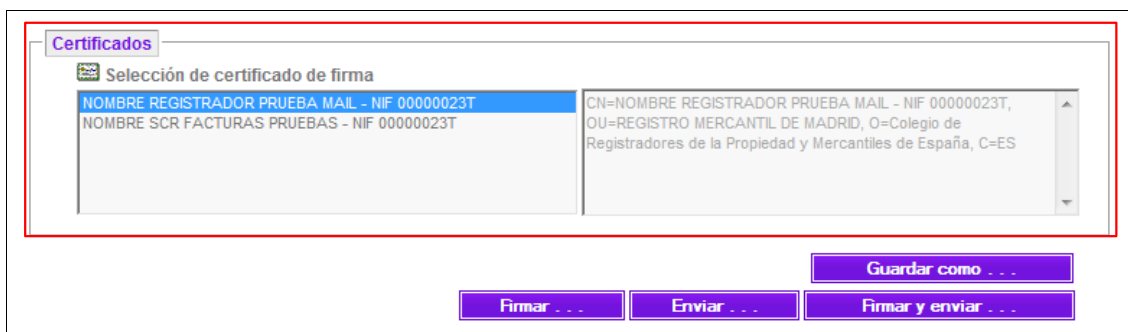 Certificados
Selección de certificado de firma
NOMBRE REGISTRADOR PRUEBA MAIL - NIF 00000023T
NOMBRE SCR FACTURAS PRUEBAS - NIF 00000023T
CN=NOMBRE REGISTRADOR PRUEBA MAIL - NIF 00000023T,
OU=REGISTRO MERCANTIL DE MADRID, O=Colegio de
Registradores de la Propiedad y Mercantiles de España, C=ES
Guardar como . . .
Firmar . . .
Enviar . . .
Firmar y enviar . . .